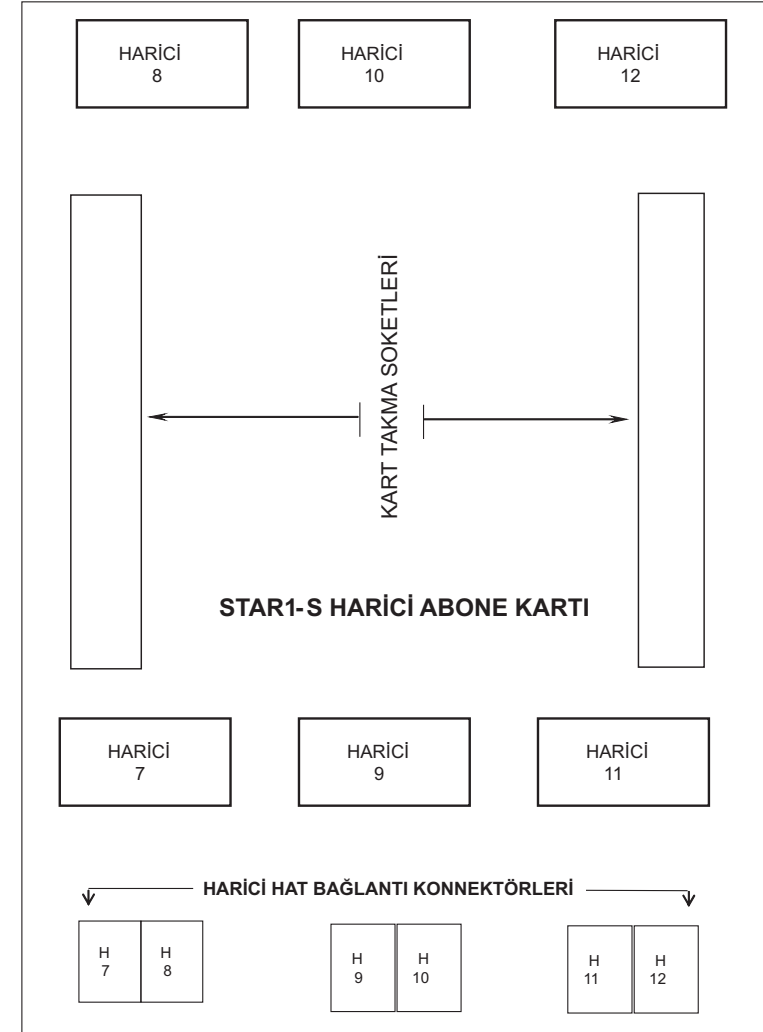 HARİCİ
8
HARİCİ
10
HARİCİ
12
KART TAKMA SOKETLERİ
STAR1-S HARİCİ ABONE KARTI
HARİCİ
7
HARİCİ
9
HARİCİ
11
HARİCİ HAT BAĞLANTI KONNEKTÖRLERİ
H
7
H
8
H
9
H
10
H
11
H
12